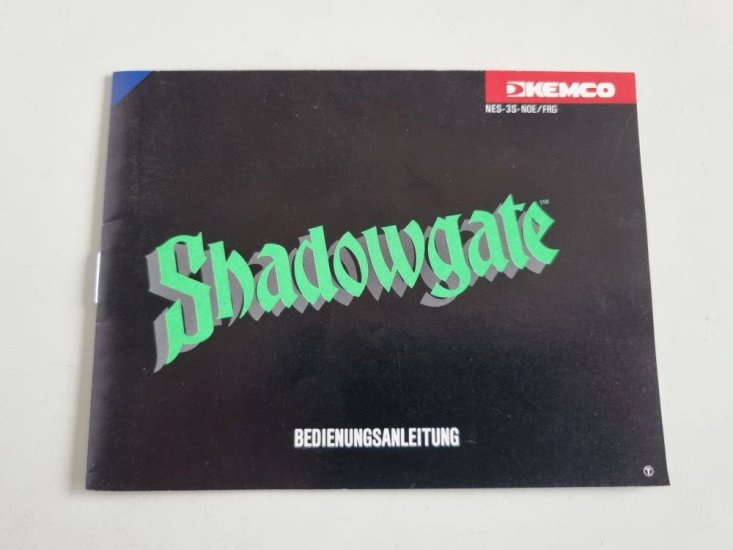 KEMCO
NES-3S-NOE/FRG
Shadowgate™
BEDIENUNGSANLEITUNG
T